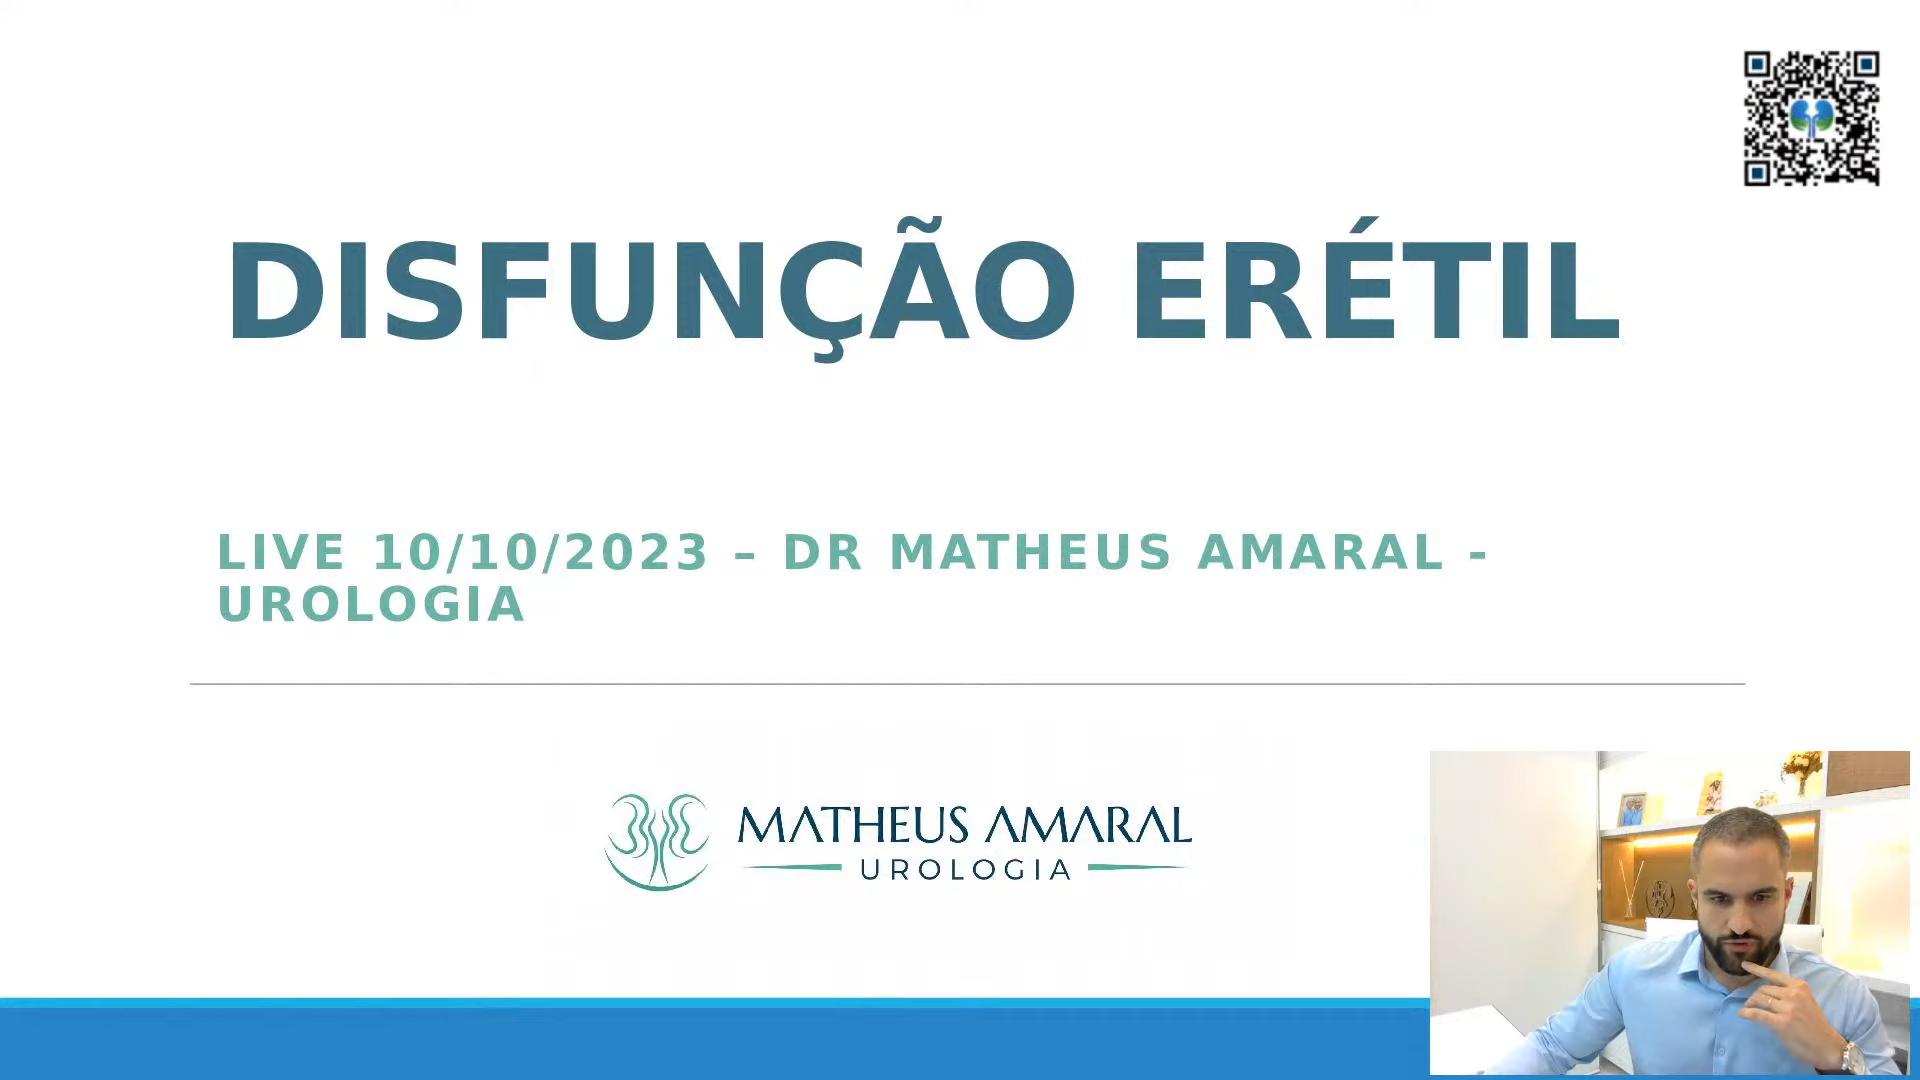 DISFUNÇÃO ERÉTIL
LIVE 10/10/2023 – DR MATHEUS AMARAL -
UROLOGIA
MATHEUS AMARAL
UROLOGIA